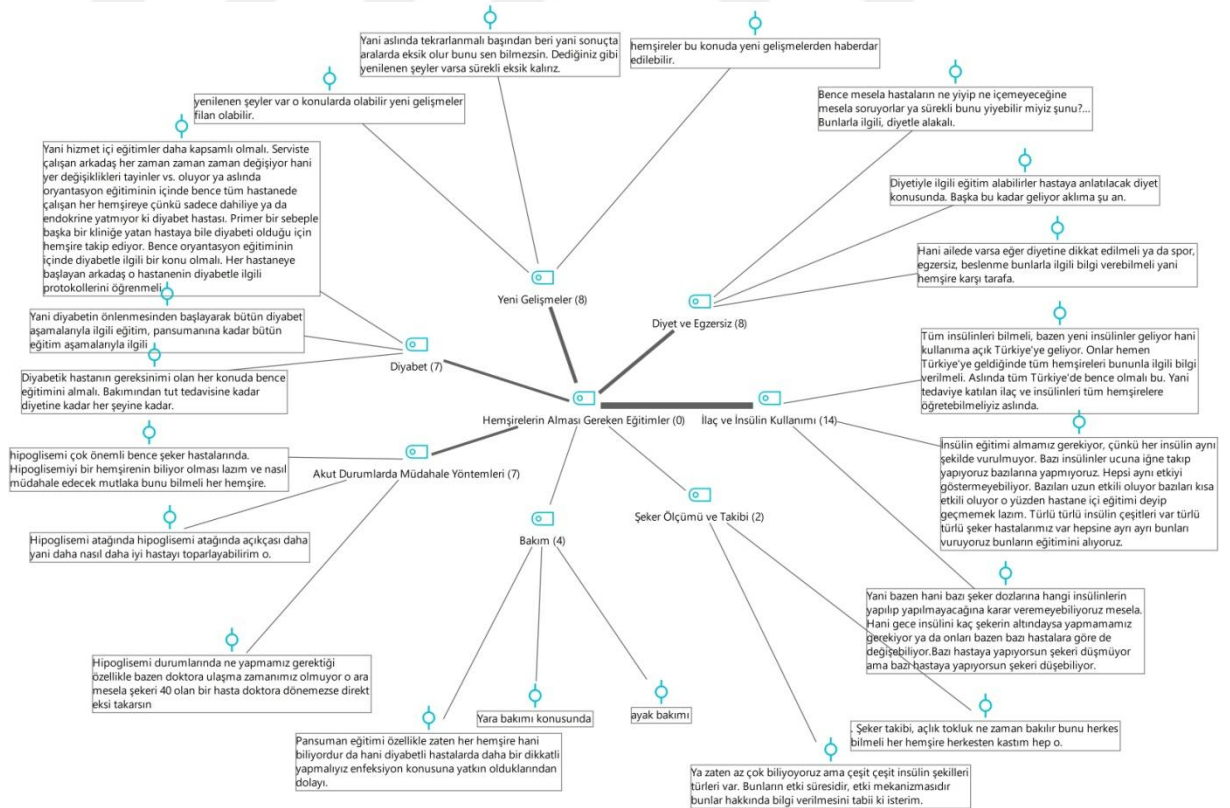 Yani aslında tekrarlanmalı başından beri yani sonuçta
aralarda eksik olur bunu sen bilmezsin. Dediğiniz gibi
yenilenen şeyler varsa sürekli eksik kalırız.
hemşireler bu konuda yeni gelişmelerden haberdar
edilebilir.
yenilenen şeyler var o konularda olabilir yeni gelişmeler
filan olabilir.
Bence mesela hastaların ne yiyip ne içemeyeceğine
mesela soruyorlar ya sürekli bunu yiyebilir miyiz şunu?...
Bunlarla ilgili, diyetle alakalı.
Yani hizmet içi eğitimler daha kapsamlı olmalı. Serviste
çalışan arkadaş her zaman zaman zaman değişiyor hani
yer değişiklikleri tayinler vs. oluyor ya aslında
oryantasyon eğitiminin içinde bence tüm hastanede
çalışan her hemşireye çünkü sadece dahiliye ya da
endokrine yatmıyor ki diyabet hastası. Primer bir sebeple
başka bir kliniğe yatan hastaya bile diyabeti olduğu için
hemşire takip ediyor. Bence oryantasyon eğitiminin
içinde diyabetle ilgili bir konu olmalı. Her hastaneye
başlayan arkadaş o hastanenin diyabetle ilgili
protokollerini öğrenmeli
Diyetiyle ilgili eğitim alabilirler hastaya anlatılacak diyet
konusunda. Başka bu kadar geliyor aklıma şu an.
Hani ailede varsa eğer diyetine dikkat edilmeli ya da spor,
egzersiz, beslenme bunlarla ilgili bilgi verebilmeli yani
hemşire karşı tarafa.
Yeni Gelişmeler (8)
Diyet ve Egzersiz (8)
Yani diyabetin önlenmesinden başlayarak bütün diyabet
aşamalarıyla ilgili eğitim, pansumanına kadar bütün
eğitim aşamalarıyla ilgili
Diyabet (7)
Tüm insülinleri bilmeli, bazen yeni insülinler geliyor hani
kullanıma açık Türkiye'ye geliyor. Onlar hemen
Türkiye'ye geldiğinde tüm hemşireleri bununla ilgili bilgi
verilmeli. Aslında tüm Türkiye'de bence olmalı bu. Yani
tedaviye katılan ilaç ve insülinleri tüm hemşirelere
öğretebilmeliyiz aslında.
Diyabetik hastanın gereksinimi olan her konuda bence
eğitimini almalı. Bakımından tut tedavisine kadar
diyetine kadar her şeyine kadar.
Hemşirelerin Alması Gereken Eğitimler (0)
İlaç ve İnsülin Kullanımı (14)
hipoglisemi çok önemli bence şeker hastalarında.
Hipoglisemiyi bir hemşirenin biliyor olması lazım ve nasıl
müdahale edecek mutlaka bunu bilmeli her hemşire.
Akut Durumlarda Müdahale Yöntemleri (7)
İnsülin eğitimi almamız gerekiyor, çünkü her insülin aynı
şekilde vurulmuyor. Bazı insülinler ucuna iğne takıp
yapıyoruz bazılarına yapmıyoruz. Hepsi aynı etkiyi
göstermeyebiliyor. Bazıları uzun etkili oluyor bazıları kısa
etkili oluyor o yüzden hastane içi eğitimi deyip
geçmemek lazım. Türlü türlü insülin çeşitleri var türlü
türlü şeker hastalarımız var hepsine ayrı ayrı bunları
vuruyoruz bunların eğitimini alıyoruz.
Şeker Ölçümü ve Takibi (2)
Bakım (4)
Hipoglisemi atağında hipoglisemi atağında açıkçası daha
yani daha nasıl daha iyi hastayı toparlayabilirim o.
Yani bazen hani bazı şeker dozlarına hangi insülinlerin
yapılıp yapılmayacağına karar veremeyebiliyoruz mesela.
Hani gece insülini kaç şekerin altındaysa yapmamamız
gerekiyor ya da onları bazen bazı hastalara göre de
değişebiliyor.Bazı hastaya yapıyorsun şekeri düşmüyor
ama bazı hastaya yapıyorsun şekeri düşebiliyor.
Hipoglisemi durumlarında ne yapmamız gerektiği
özellikle bazen doktora ulaşma zamanımız olmuyor o ara
mesela şekeri 40 olan bir hasta doktora dönemezse direkt
eksi takarsın
Yara bakımı konusunda
ayak bakımı
. Şeker takibi, açlık tokluk ne zaman bakılır bunu herkes
bilmeli her hemşire herkesten kastım hep o.
Pansuman eğitimi özellikle zaten her hemşire hani
biliyordur da hani diyabetli hastalarda daha bir dikkatli
yapmalıyız enfeksiyon konusuna yatkın olduklarından
dolayı.
Ya zaten az çok biliyoyoruz ama çeşit çeşit insülin şekilleri
türleri var. Bunların etki süresidir, etki mekanizmasıdır
bunlar hakkında bilgi verilmesini tabii ki isterim.